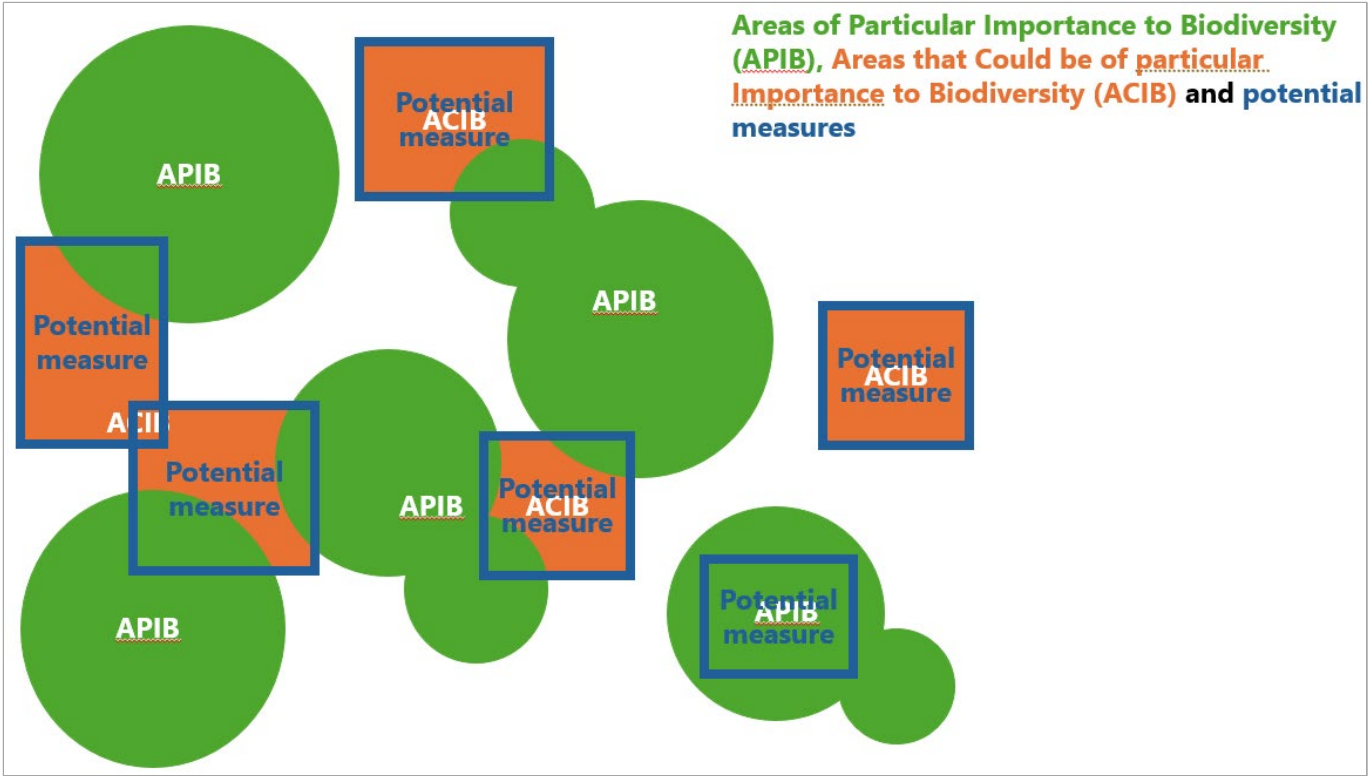 Areas of Particular Importance to Biodiversity
(APIB), Areas that Could be of particular
Importance to Biodiversity (ACIB) and potential
measures
APIB
Potential
ACIB
measure
APIB
Potential
measure
ACIB
Potential
ACIB
measure
Potential
measure
APIB
Potential
ACIB
measure
APIB
Potential
APIB
measure